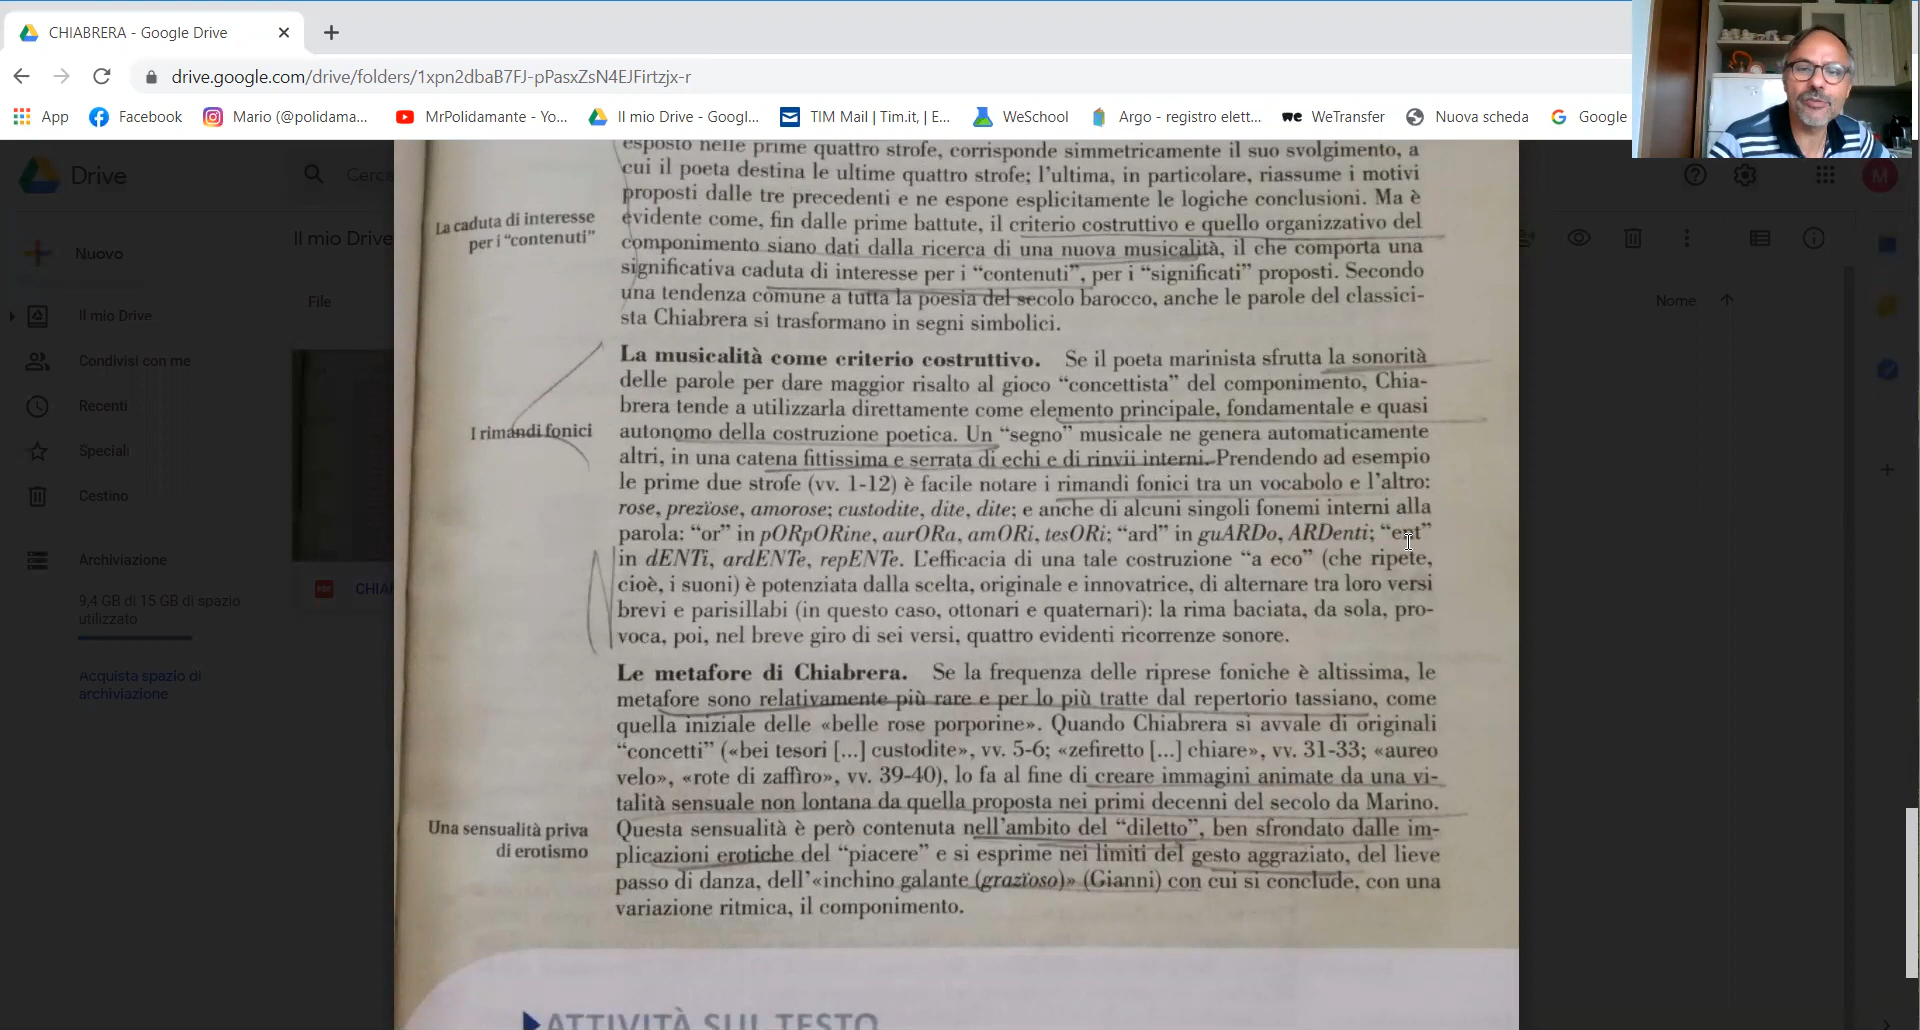 CHIABRERA - Google Drive
drive.google.com/drive/folders/1xpn2dbaB7FJ-pPasxZsN4EJFirtzjx-r
App Facebook Mario (@polidama... MrPolidamante - Yo... Il mio Drive - Googl... TIM Mail | Tim.it, | E... WeSchool Argo - registro elett... WeTransfer Nuova scheda Google
Drive
Il mio Drive
Nuovo
File
Nome
Il mio Drive
Condivisi con me
Recenti
Speciali
Cestino
Archiviazione
9,4 GB di 15 GB di spazio
utilizzato
Acquista spazio di
archiviazione
PDF
M
esposto nelle prime quattro strofe, corrisponde simmetricamente il suo svolgimento, a
cui il poeta destina le ultime quattro strofe; l'ultima, in particolare, riassume i motivi
proposti dalle tre precedenti e ne espone esplicitamente le logiche conclusioni. Ma è
evidente come, fin dalle prime battute, il criterio costruttivo e quello organizzativo del
componimento siano dati dalla ricerca di una nuova musicalità, il che comporta una
significativa caduta di interesse per i “contenuti”, per i “significati” proposti. Secondo
una tendenza comune a tutta la poesia del secolo barocco, anche le parole del classici-
sta Chiabrera si trasformano in segni simbolici.
La caduta di interesse
per i “contenuti”
La musicalità come criterio costruttivo. Se il poeta marinista sfrutta la sonorità
delle parole per dare maggior risalto al gioco “concettista” del componimento, Chia-
brera tende a utilizzarla direttamente come elemento principale, fondamentale e quasi
autonomo della costruzione poetica. Un “segno” musicale ne genera automaticamente
altri, in una catena fittissima e serrata di echi e di rinvii interni. Prendendo ad esempio
le prime due strofe (vv. 1-12) è facile notare i rimandi fonici tra un vocabolo e l'altro:
rose, prezïose, amorose; custodite, dite, dite; e anche di alcuni singoli fonemi interni alla
parola: “or” in pORpORine, aurORa, amORi, tesORi; “ard” in guARDo, ARDenti; “ent”
in dENTi, ardENTe, repENTe. L'efficacia di una tale costruzione “a eco” (che ripete,
cioè, i suoni) è potenziata dalla scelta, originale e innovatrice, di alternare tra loro versi
brevi e parisillabi (in questo caso, ottonari e quaternari): la rima baciata, da sola, pro-
voca, poi, nel breve giro di sei versi, quattro evidenti ricorrenze sonore.
I rimandi fonici
Le metafore di Chiabrera. Se la frequenza delle riprese foniche è altissima, le
metafore sono relativamente più rare e per lo più tratte dal repertorio tassiano, come
quella iniziale delle «belle rose porporine». Quando Chiabrera si avvale di originali
“concetti” («bei tesori [...] custodite», vv. 5-6; «zefiretto [...] chiare», vv. 31-33; «aureo
velo», «rote di zaffiro», vv. 39-40), lo fa al fine di creare immagini animate da una vi-
talità sensuale non lontana da quella proposta nei primi decenni del secolo da Marino.
Questa sensualità è però contenuta nell'ambito del “diletto”, ben sfrondato dalle im-
plicazioni erotiche del “piacere” e si esprime nei limiti del gesto aggraziato, del lieve
passo di danza, dell'«inchino galante (grazïoso)» (Gianni) con cui si conclude, con una
variazione ritmica, il componimento.
Una sensualità priva
di erotismo
ATTIVITÀ SUL TESTO